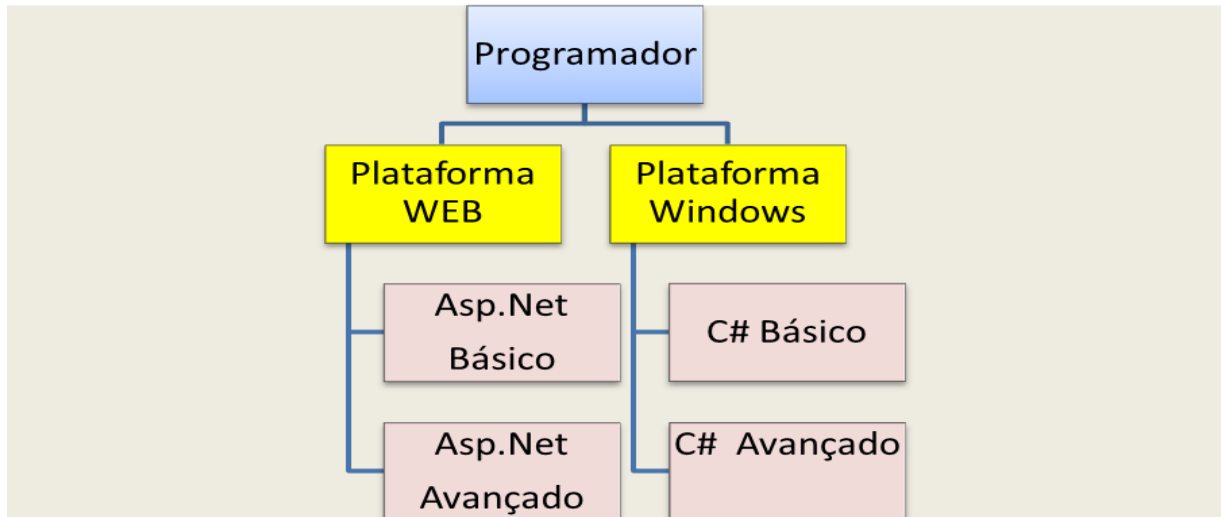 Programador
Plataforma
WEB
Plataforma
Windows
Asp.Net
Básico
C# Básico
Asp.Net
Avançado
C# Avançado